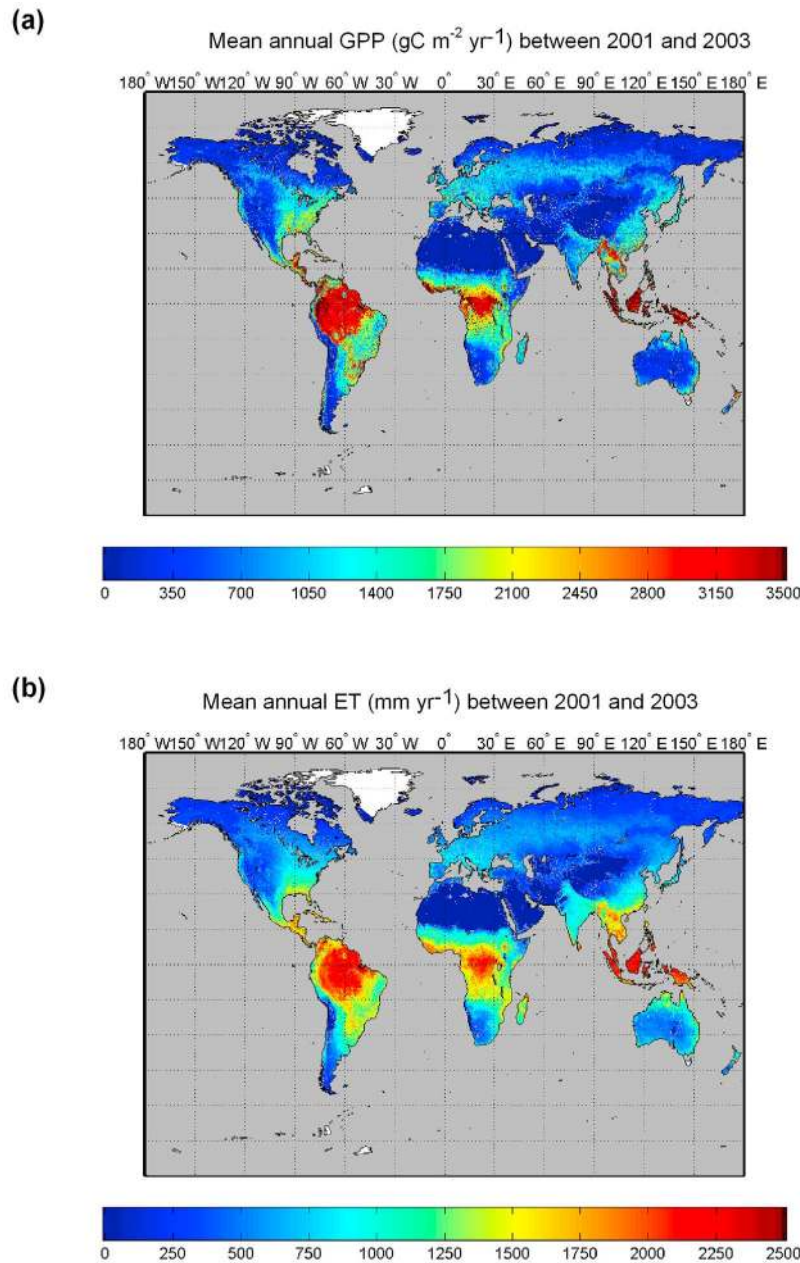 (a)
Mean annual GPP (gC m-2 yr-1) between 2001 and 2003
180° W150° W120° W 90° W 60° W 30° W 0° 30° E 60° E 90° E 120° E 150° E 180° E
0 350 700 1050 1400 1750 2100 2450 2800 3150 3500
(b)
Mean annual ET (mm yr-1) between 2001 and 2003
180° W150° W120° W 90° W 60° W 30° W 0° 30° E 60° E 90° E 120° E 150° E 180° E
0 250 500 750 1000 1250 1500 1750 2000 2250 2500